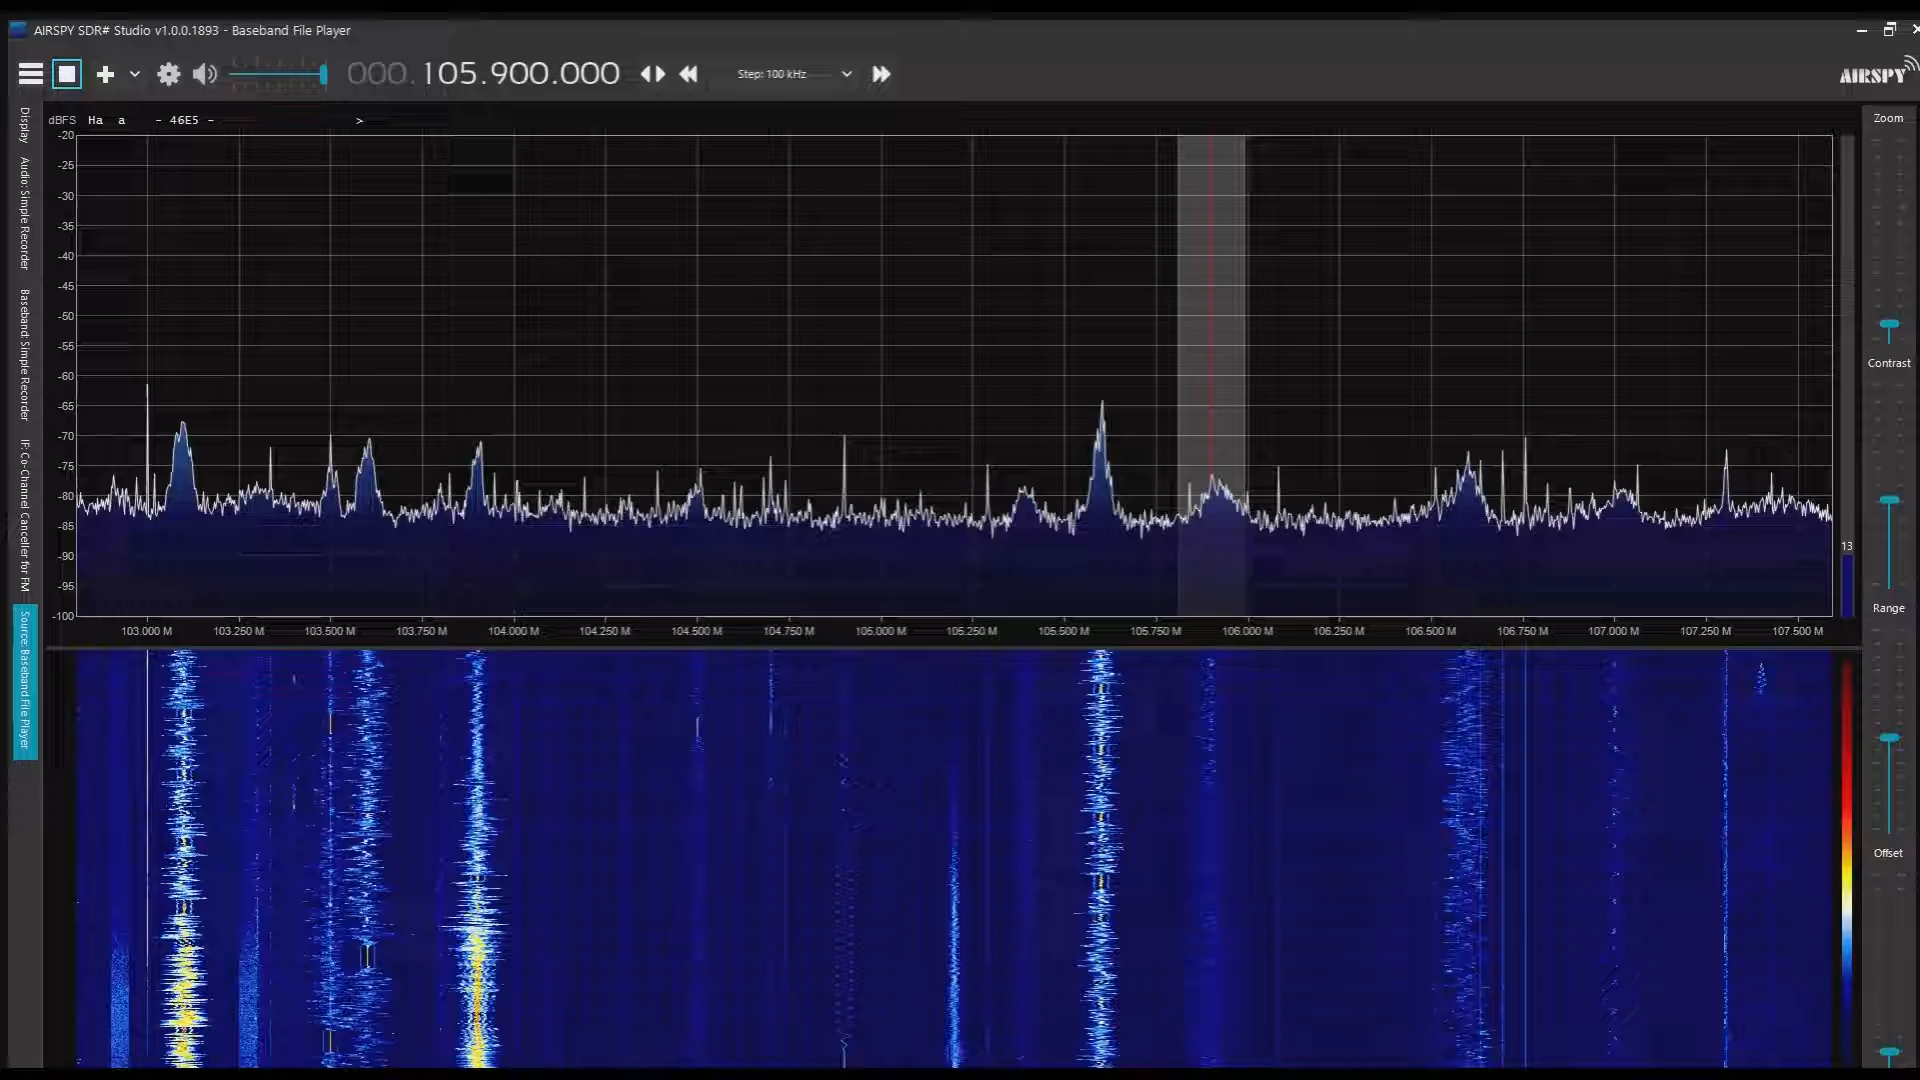 AIRSPY SDR# Studio v1.0.0.1893 - Baseband File Player
000.105.900.000
Step: 100 kHz
AIRSPY
dBFS Ha a - 46E5 - >
-20
-25
-30
-35
-40
-45
-50
-55
-60
-65
-70
-75
-80
-85
-90
-95
-100
103.000 M 103.250 M 103.500 M 103.750 M 104.000 M 104.250 M 104.500 M 104.750 M 105.000 M 105.250 M 105.500 M 105.750 M 106.000 M 106.250 M 106.500 M 106.750 M 107.000 M 107.250 M 107.500 M
Display
Audio: Simple Recorder
Baseband: Simple Recorder
IF: Co-Channel Canceller for FM
Source: Baseband File Player
13
Zoom
Contrast
Range
Offset